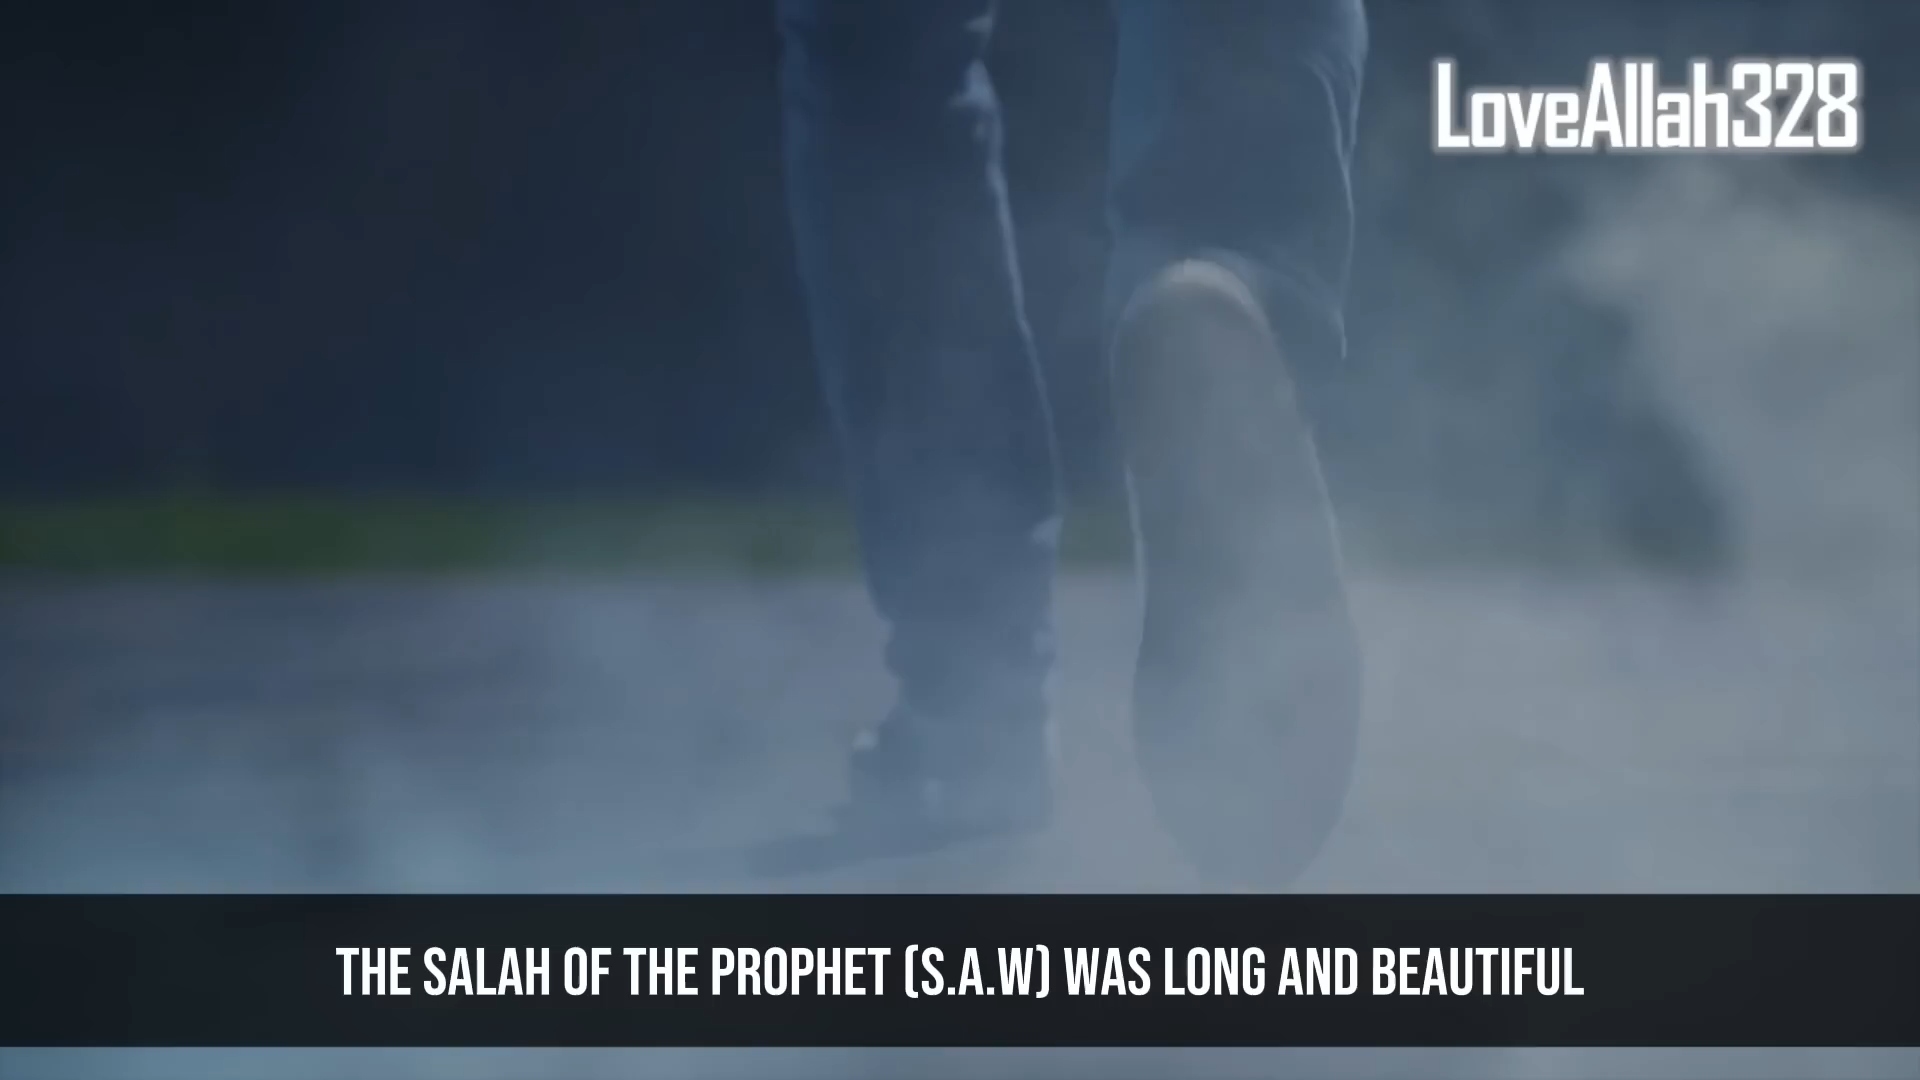 LoveAllah328
THE SALAH OF THE PROPHET (S.A.W) WAS LONG AND BEAUTIFUL